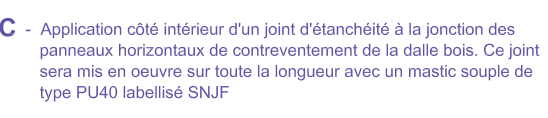 C - Application côté intérieur d'un joint d'étanchéité à la jonction des
panneaux horizontaux de contreventement de la dalle bois. Ce joint
sera mis en oeuvre sur toute la longueur avec un mastic souple de
type PU40 labellisé SNJF